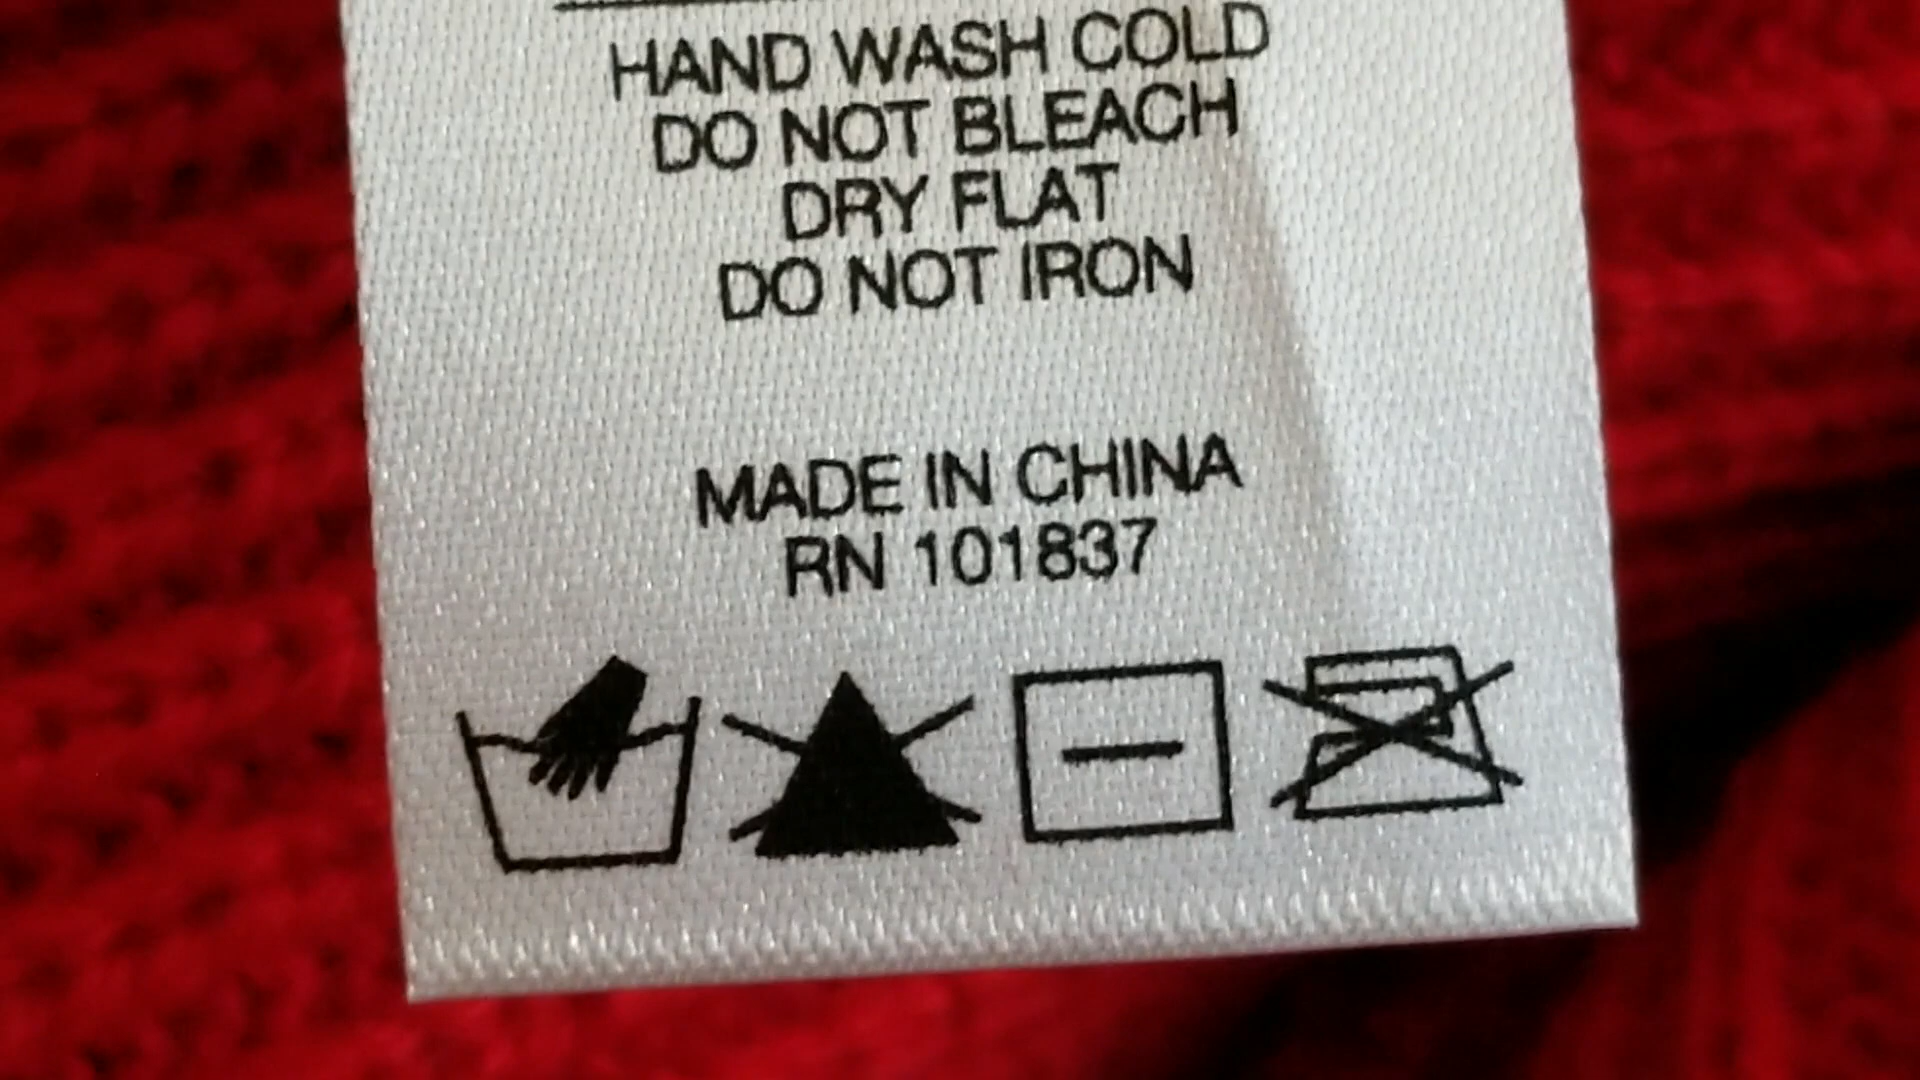 HAND WASH COLD
DO NOT BLEACH
DRY FLAT
DO NOT IRON
MADE IN CHINA
RN 101837